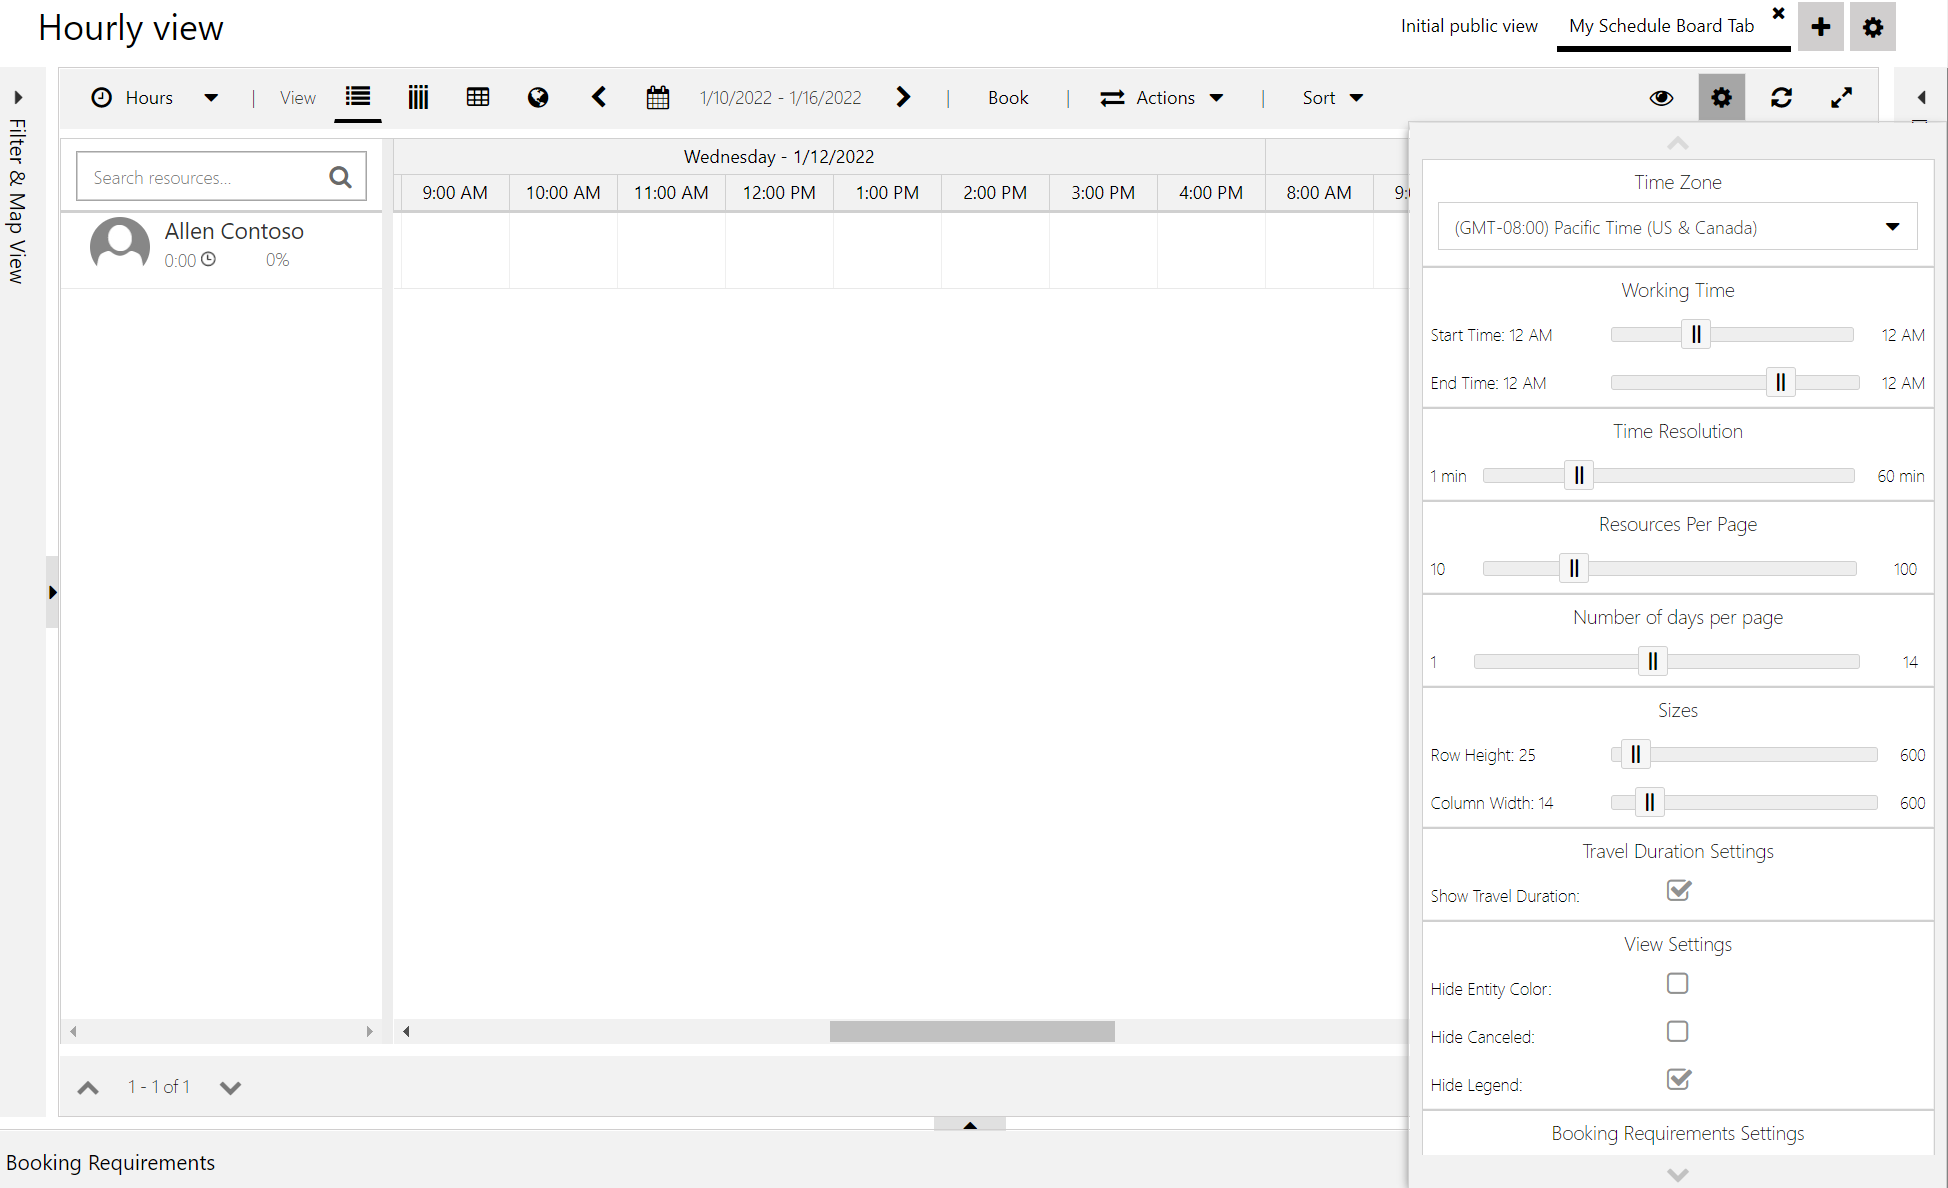 Hourly view
Initial public view
My Schedule Board Tab
Hours
View
1/10/2022 - 1/16/2022
Book
Actions
Sort
Filter & Map View
Search resources...
Wednesday - 1/12/2022
9:00 AM 10:00 AM 11:00 AM 12:00 PM 1:00 PM 2:00 PM 3:00 PM 4:00 PM 8:00 AM 9:
Allen Contoso
0:00 0%
Time Zone
(GMT-08:00) Pacific Time (US & Canada)
Working Time
Start Time: 12 AM 12 AM
End Time: 12 AM 12 AM
Time Resolution
1 min 60 min
Resources Per Page
10 100
Number of days per page
1 14
Sizes
Row Height: 25 600
Column Width: 14 600
Travel Duration Settings
Show Travel Duration:
View Settings
Hide Entity Color:
Hide Canceled:
Hide Legend:
Booking Requirements Settings
1 - 1 of 1
Booking Requirements